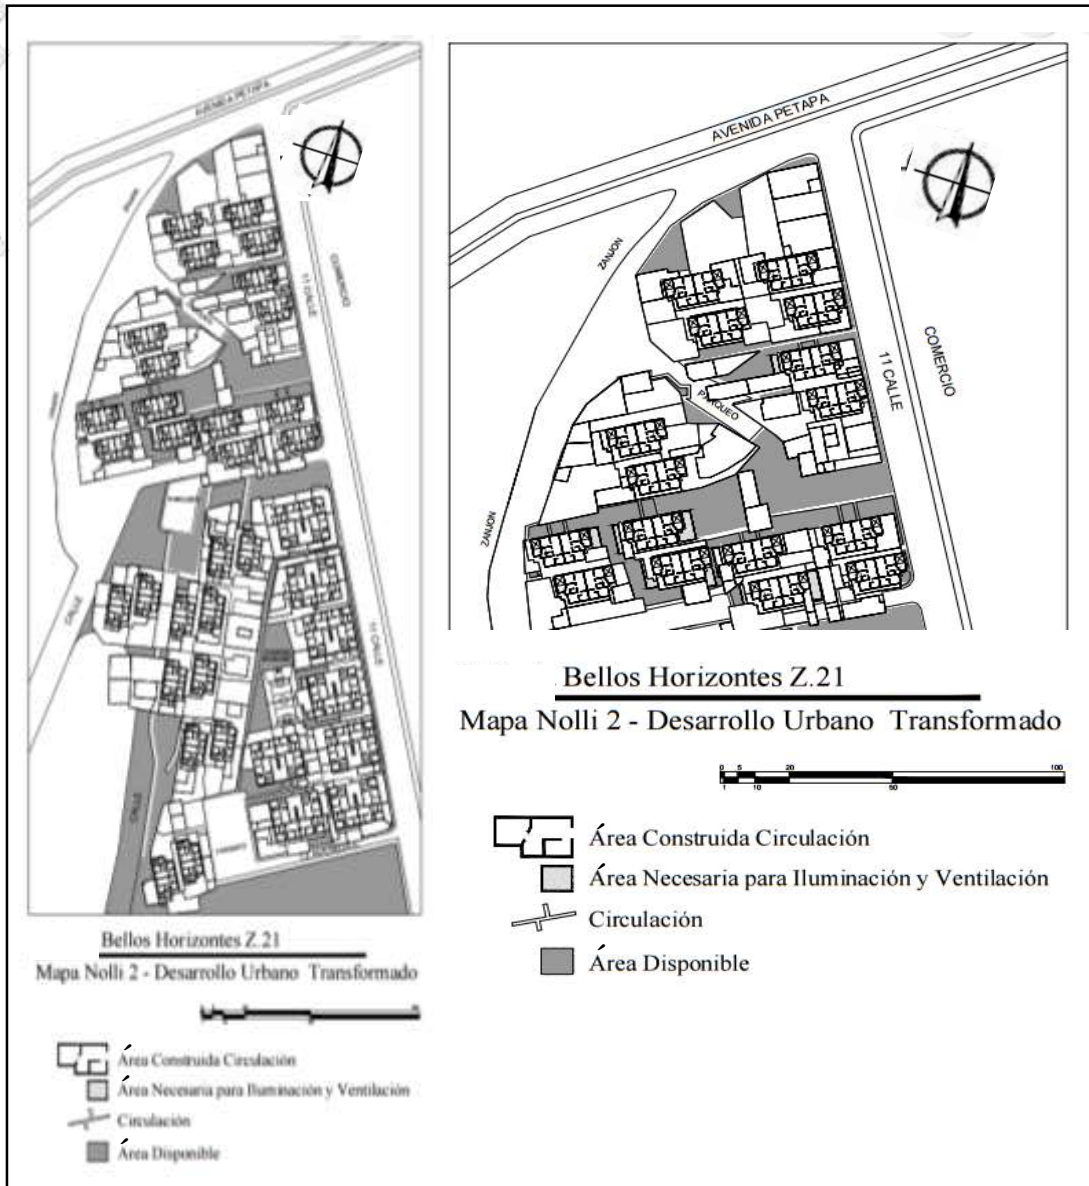 AVENIDA PETAPA
COMERCIO
11 CALLE
11 CALLE
CALLE
CALLE
Bellos Horizontes Z.21
Mapa Nolli 2 - Desarrollo Urbano Transformado
Área Construida Circulación
Área Necesaria para Iluminación y Ventilación
Circulación
Área Disponible
AVENIDA PETAPA
ZANJON
COMERCIO
11 CALLE
PARQUEO
ZANJON
Bellos Horizontes Z.21
Mapa Nolli 2 - Desarrollo Urbano Transformado
0 5 20 100
1 10 50
Área Construida Circulación
Área Necesaria para Iluminación y Ventilación
Circulación
Área Disponible